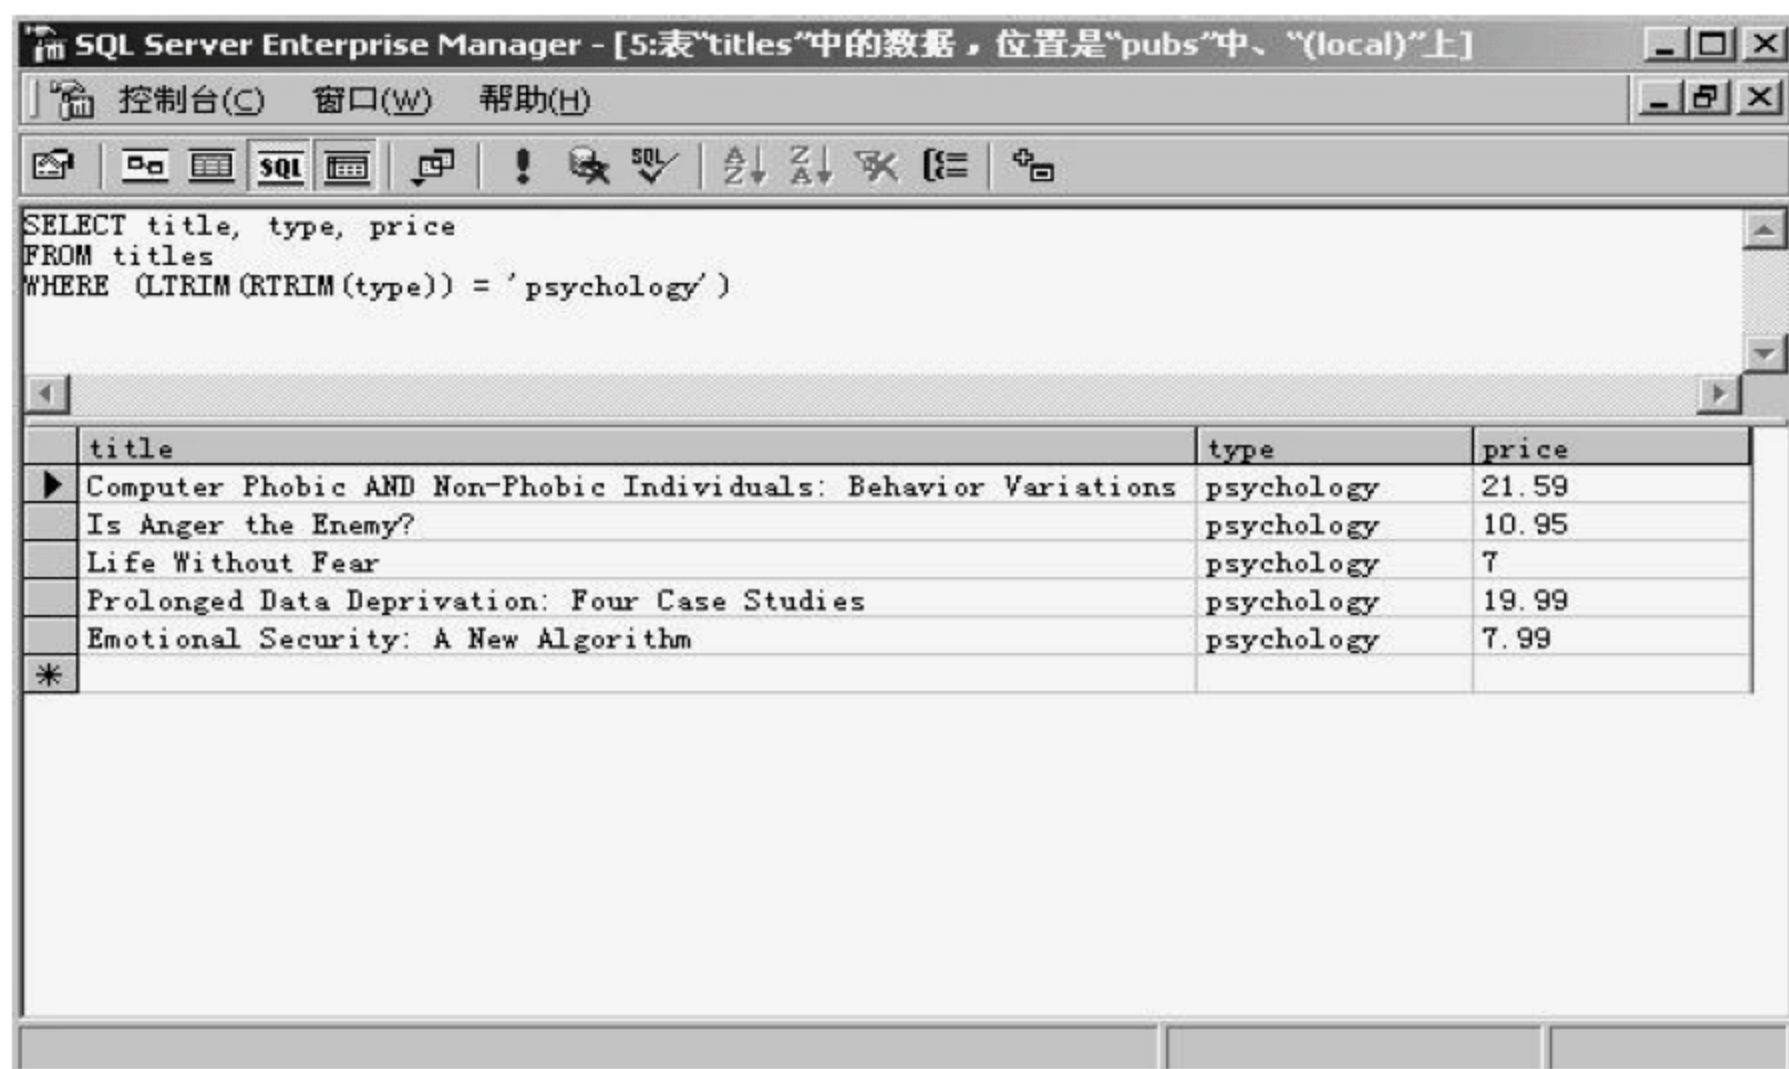 SQL Server Enterprise Manager - [5:表“titles”中的数据，位置是“pubs”中、“(local)”上]
控制台(C) 窗口(W) 帮助(H)
SQL SQL A Z Z A
SELECT title, type, price
FROM titles
WHERE (LTRIM(RTRIM(type)) = 'psychology')
title type price
Computer Phobic AND Non-Phobic Individuals: Behavior Variations psychology 21.59
Is Anger the Enemy? psychology 10.95
Life Without Fear psychology 7
Prolonged Data Deprivation: Four Case Studies psychology 19.99
Emotional Security: A New Algorithm psychology 7.99